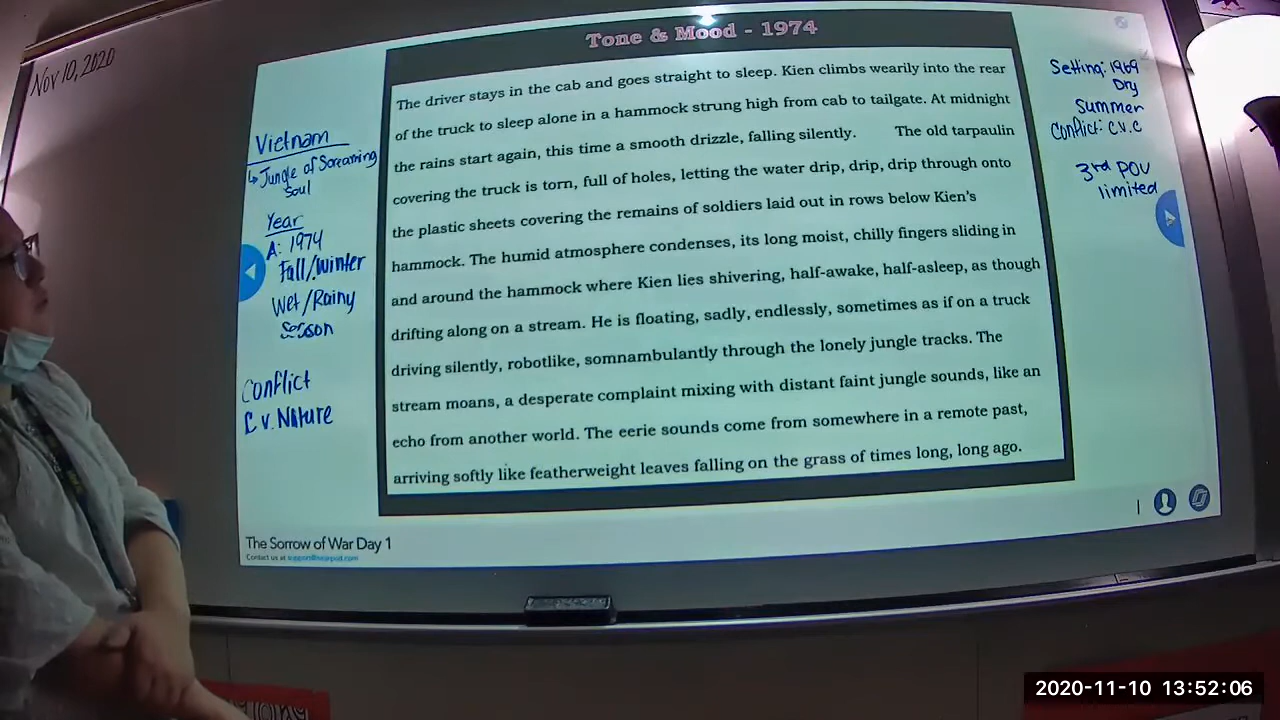 Nov 10, 2020
Tone & Mood - 1974
The driver stays in the cab and goes straight to sleep. Kien climbs wearily into the rear
of the truck to sleep alone in a hammock strung high from cab to tailgate. At midnight
the rains start again, this time a smooth drizzle, falling silently. The old tarpaulin
covering the truck is torn, full of holes, letting the water drip, drip, drip through onto
the plastic sheets covering the remains of soldiers laid out in rows below Kien's
hammock. The humid atmosphere condenses, its long moist, chilly fingers sliding in
and around the hammock where Kien lies shivering, half-awake, half-asleep, as though
drifting along on a stream. He is floating, sadly, endlessly, sometimes as if on a truck
driving silently, robotlike, somnambulantly through the lonely jungle tracks. The
stream moans, a desperate complaint mixing with distant faint jungle sounds, like an
echo from another world. The eerie sounds come from somewhere in a remote past,
arriving softly like featherweight leaves falling on the grass of times long, long ago.
Vietnam
↳ Jungle of Screaming
Soul
Year
A: 1974
Fall/Winter
Wet/Rainy
Conflict
C v. Nature
Setting: 1969
Dry
Summer
Conflict: C v. C
3rd POV
limited
The Sorrow of War Day 1
Contact us at support@nearpod.com
2020-11-10 13:52:06